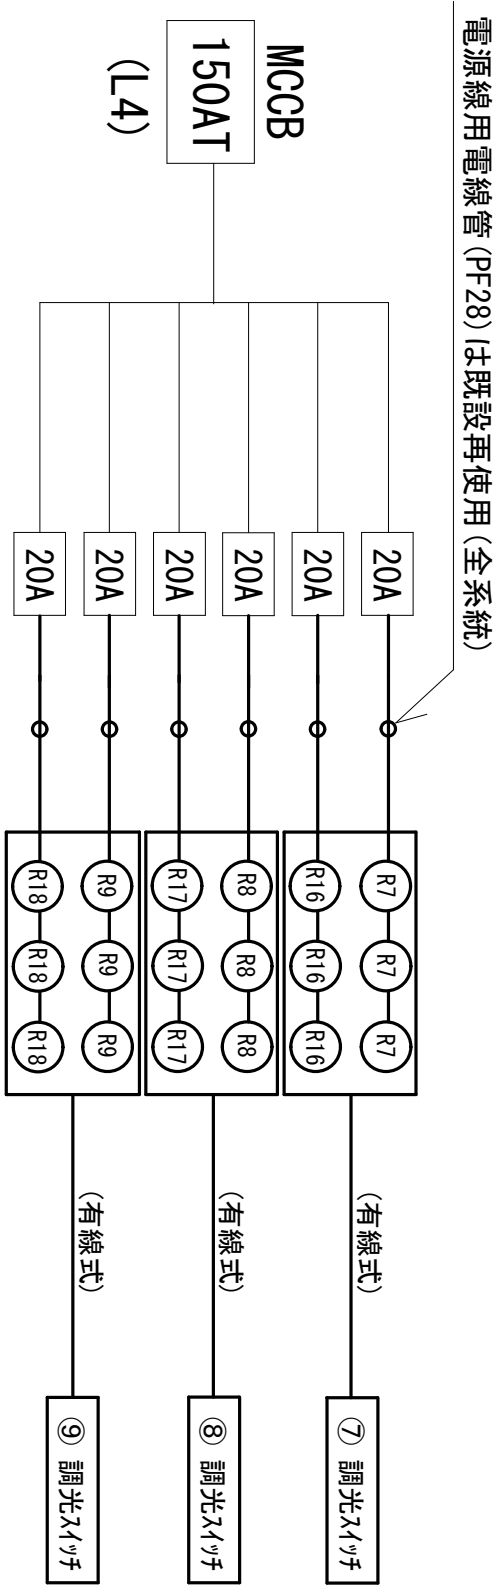 電源線用電線管(PF28)は既設再使用(全系統)
MCCB
150AT
(L4)
20A
R7 R7 R7
(有線式)
⑦ 調光スイッチ
20A
R16 R16 R16
20A
R8 R8 R8
(有線式)
⑧ 調光スイッチ
20A
R17 R17 R17
20A
R9 R9 R9
(有線式)
⑨ 調光スイッチ
20A
R18 R18 R18